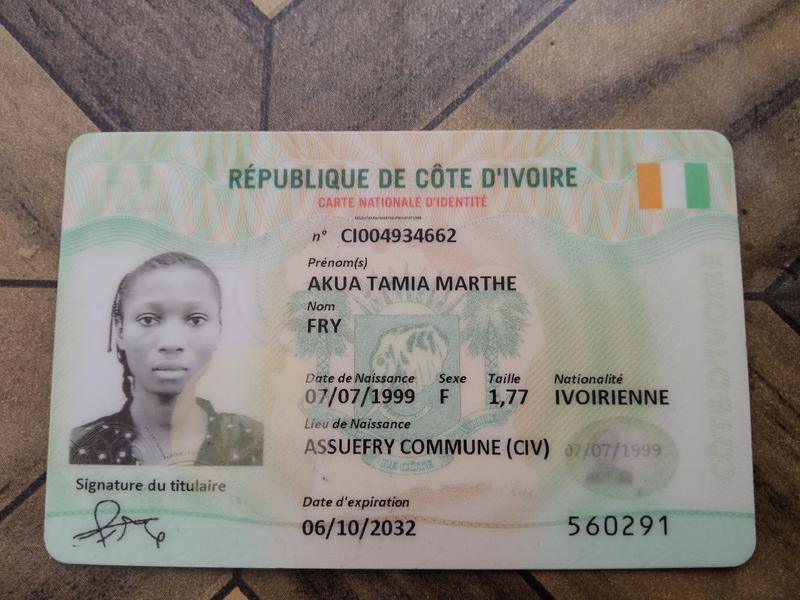 RÉPUBLIQUE DE CÔTE D'IVOIRE
CARTE NATIONALE D'IDENTITÉ
n° CI004934662
Prénom(s)
AKUA TAMIA MARTHE
Nom
FRY
Date de Naissance Sexe Taille Nationalité
07/07/1999 F 1,77 IVOIRIENNE
Lieu de Naissance
ASSUEFRY COMMUNE (CIV) 07/07/1999
Signature du titulaire
Date d'expiration
06/10/2032 560291
CÔTE D'IVOIRE
DE CÔTE